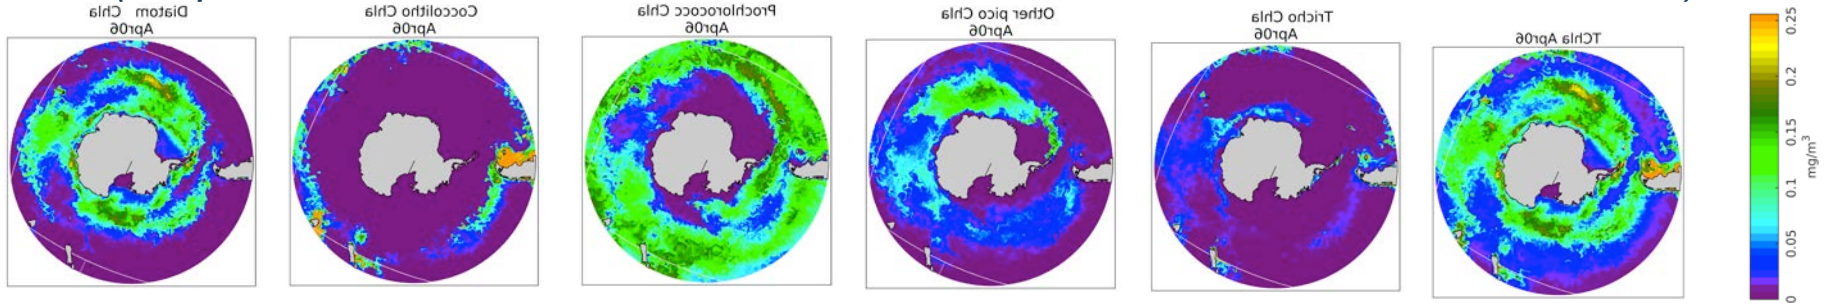 Diatom Chla
Apr06
Coccolitho Chla
Apr06
Prochlorococc Chla
Apr06
Other pico Chla
Apr06
Tricho Chla
Apr06
TChla Apr06
0.25
0.2
0.15
0.1
0.05
0
mg/m³